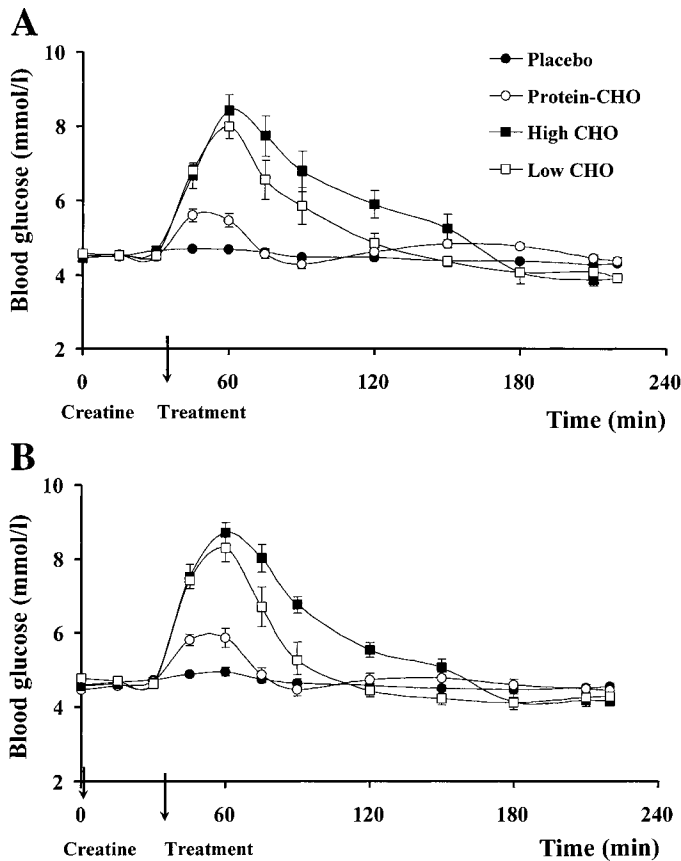 A
10
8
6
4
2
Blood glucose (mmol/l)
Placebo
Protein-CHO
High CHO
Low CHO
0 60 120 180 240
Creatine Treatment
Time (min)
B
10
8
6
4
2
Blood glucose (mmol/l)
0 60 120 180 240
Creatine Treatment
Time (min)